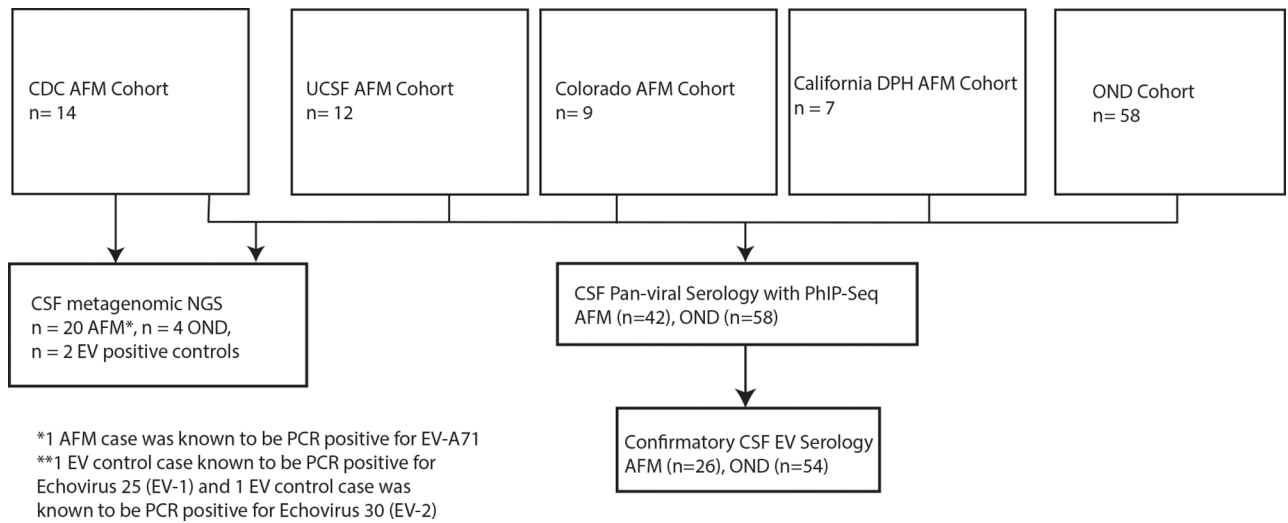 CDC AFM Cohort
n= 14
UCSF AFM Cohort
n= 12
Colorado AFM Cohort
n= 9
California DPH AFM Cohort
n = 7
OND Cohort
n= 58
CSF metagenomic NGS
n = 20 AFM*, n = 4 OND,
n = 2 EV positive controls
CSF Pan-viral Serology with PhIP-Seq
AFM (n=42), OND (n=58)
Confirmatory CSF EV Serology
AFM (n=26), OND (n=54)
*1 AFM case was known to be PCR positive for EV-A71
**1 EV control case known to be PCR positive for
Echovirus 25 (EV-1) and 1 EV control case was
known to be PCR positive for Echovirus 30 (EV-2)